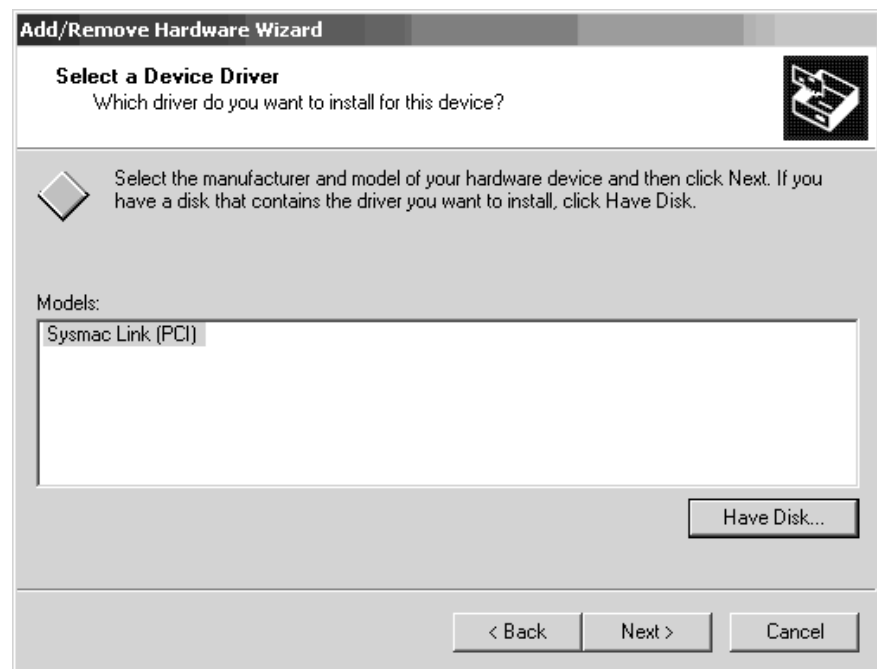 Add/Remove Hardware Wizard
Select a Device Driver
Which driver do you want to install for this device?
Select the manufacturer and model of your hardware device and then click Next. If you
have a disk that contains the driver you want to install, click Have Disk.
Models:
Sysmac Link (PCI)
Have Disk...
< Back
Next >
Cancel